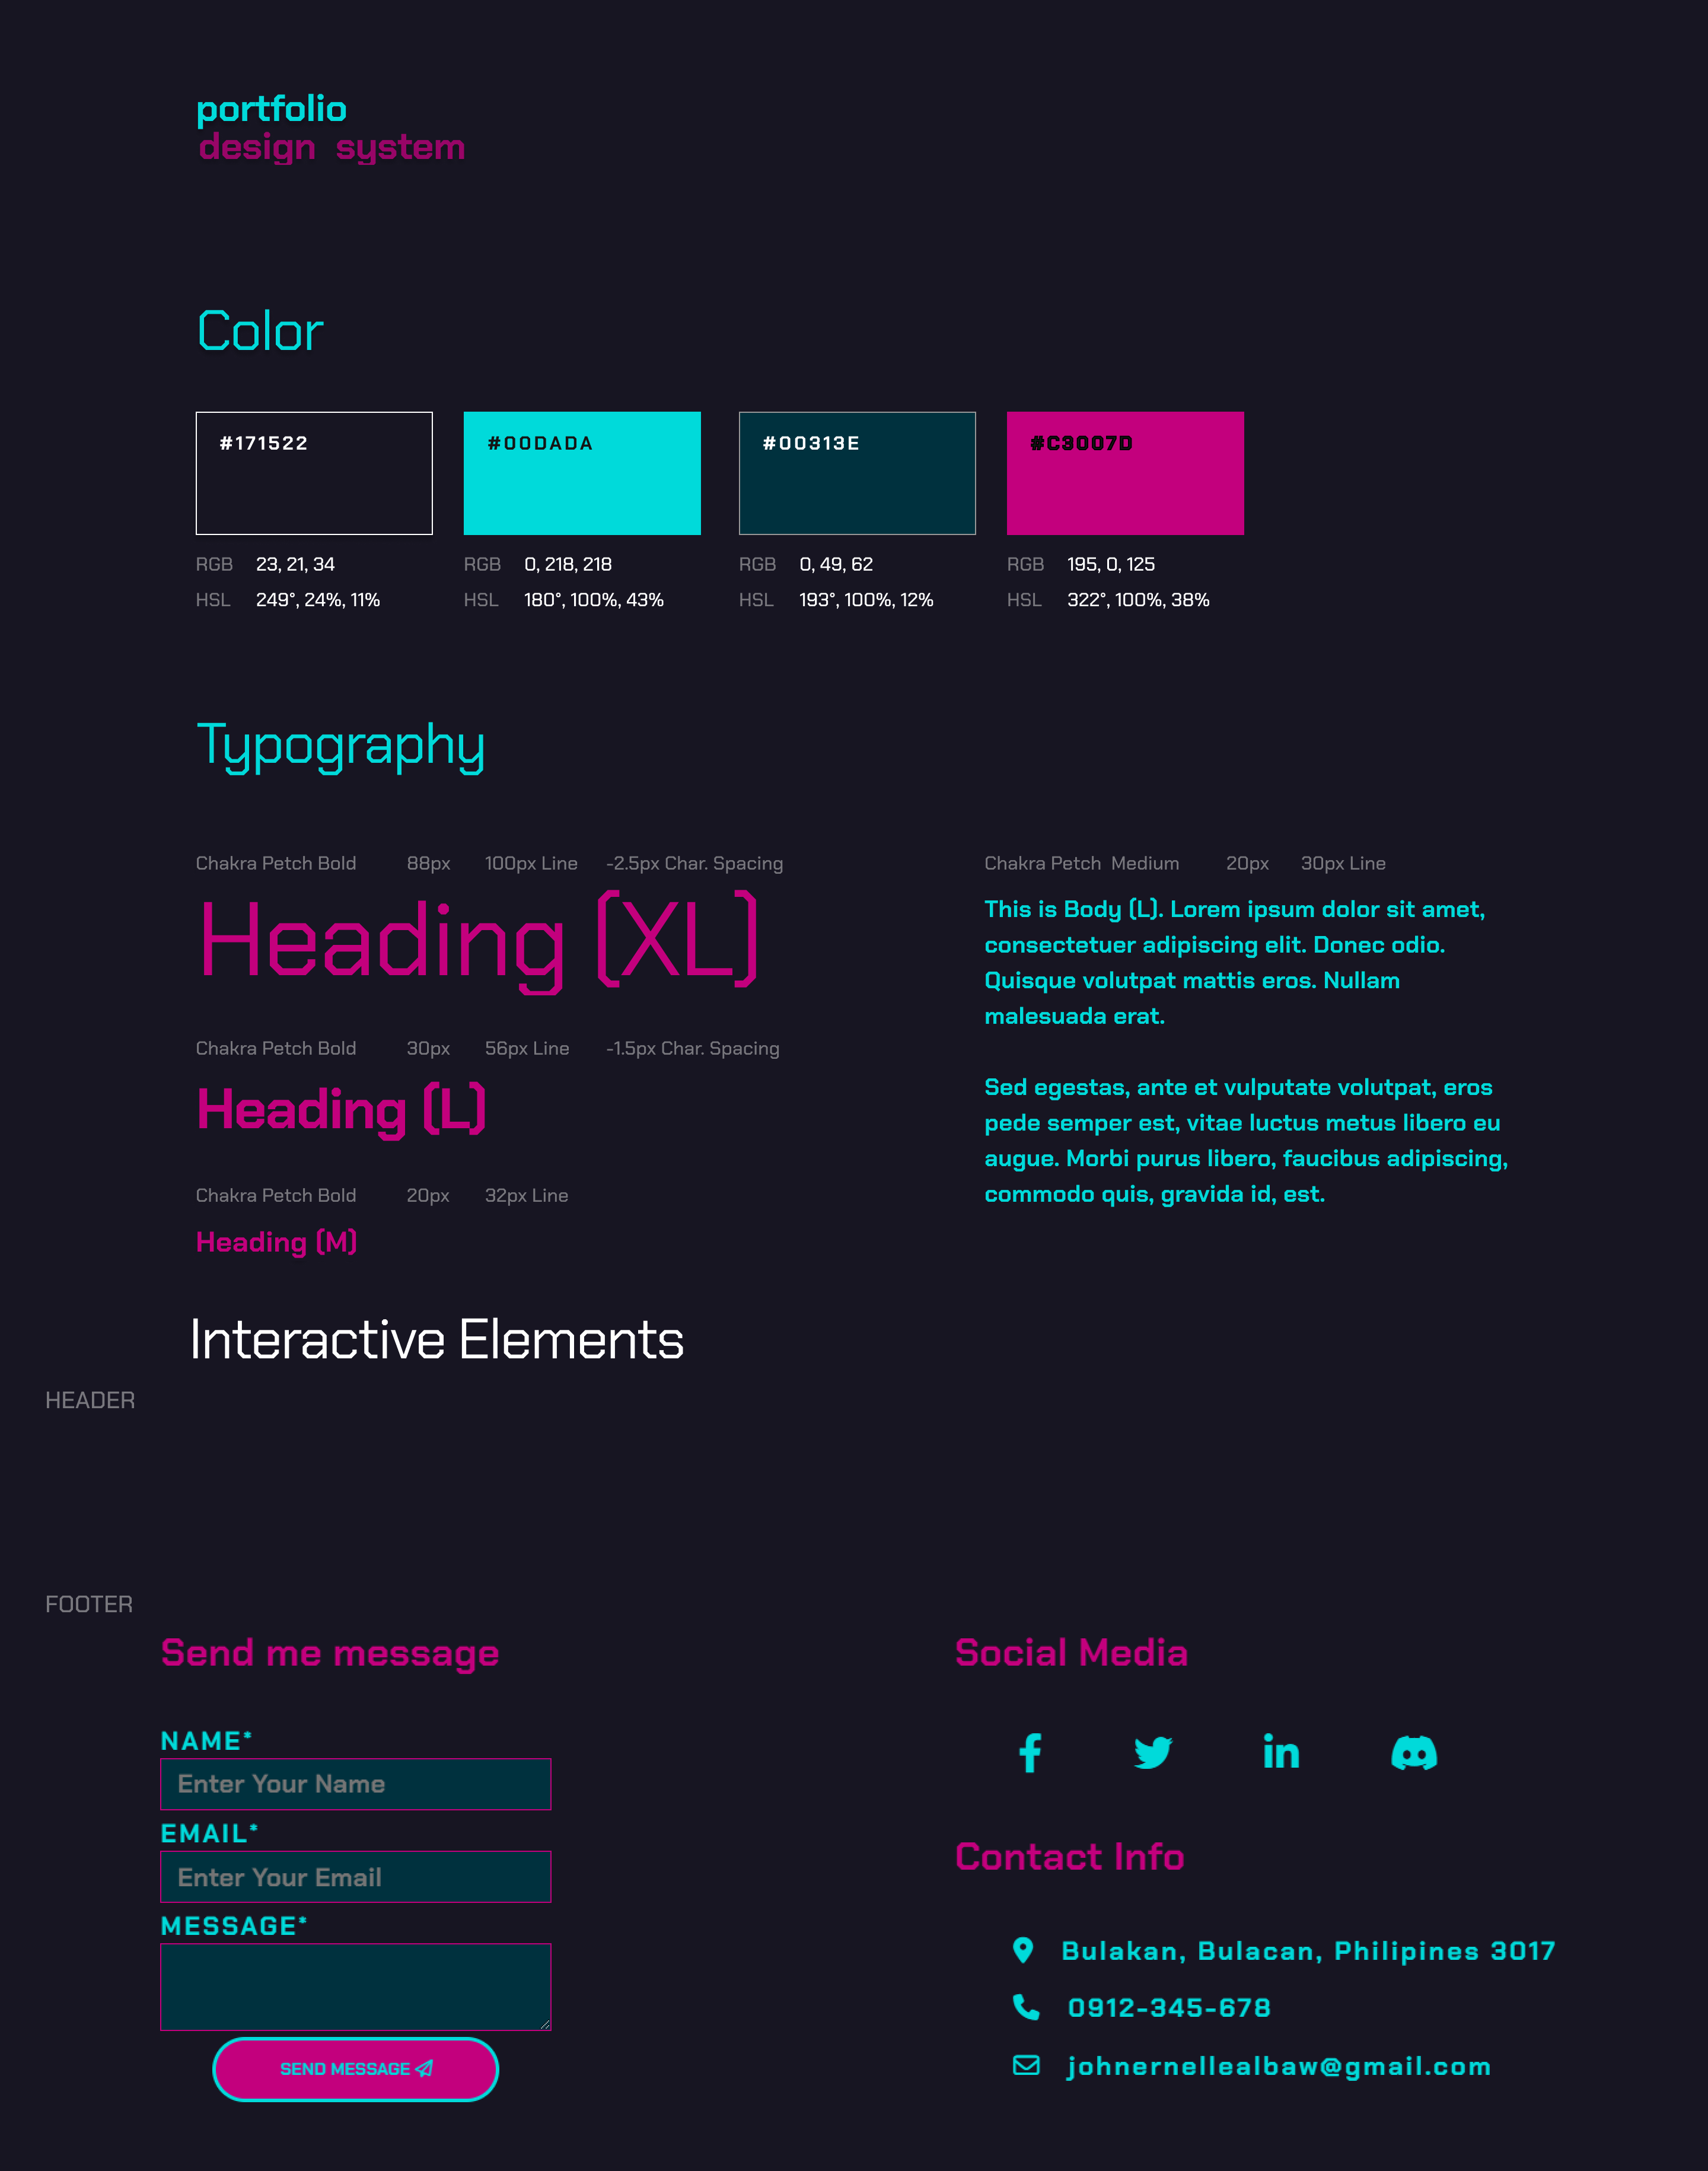 portfolio
design system
Color
#171522
#00DADA
#00313E
#C3007D
RGB 23, 21, 34
HSL 249°, 24%, 11%
RGB 0, 218, 218
HSL 180°, 100%, 43%
RGB 0, 49, 62
HSL 193°, 100%, 12%
RGB 195, 0, 125
HSL 322°, 100%, 38%
Typography
Chakra Petch Bold 88px 100px Line -2.5px Char. Spacing
Heading (XL)
Chakra Petch Bold 30px 56px Line -1.5px Char. Spacing
Heading (L)
Chakra Petch Bold 20px 32px Line
Heading (M)
Chakra Petch Medium 20px 30px Line
This is Body (L). Lorem ipsum dolor sit amet,
consectetuer adipiscing elit. Donec odio.
Quisque volutpat mattis eros. Nullam
malesuada erat.
Sed egestas, ante et vulputate volutpat, eros
pede semper est, vitae luctus metus libero eu
augue. Morbi purus libero, faucibus adipiscing,
commodo quis, gravida id, est.
Interactive Elements
HEADER
FOOTER
Send me message
NAME*
Enter Your Name
EMAIL*
Enter Your Email
MESSAGE*
SEND MESSAGE
Social Media
Contact Info
Bulakan, Bulacan, Philipines 3017
0912-345-678
johnernellealbaw@gmail.com